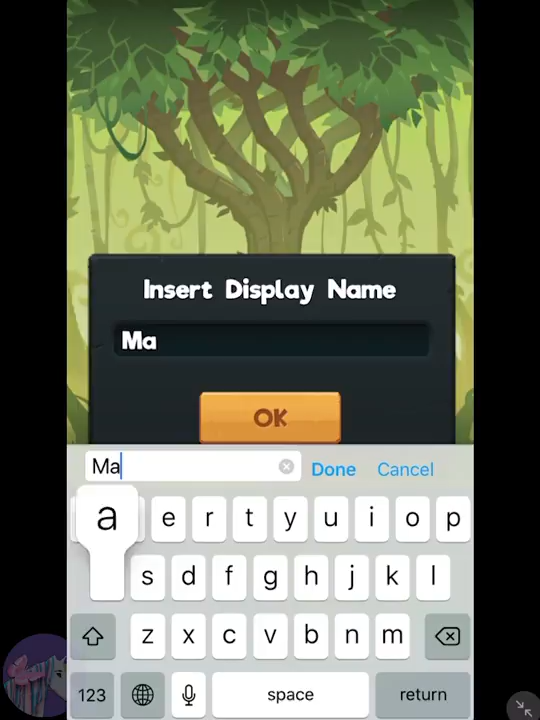 Insert Display Name
Ma
OK
Ma Done Cancel
a e r t y u i o p
s d f g h j k l
z x c v b n m
123 space return